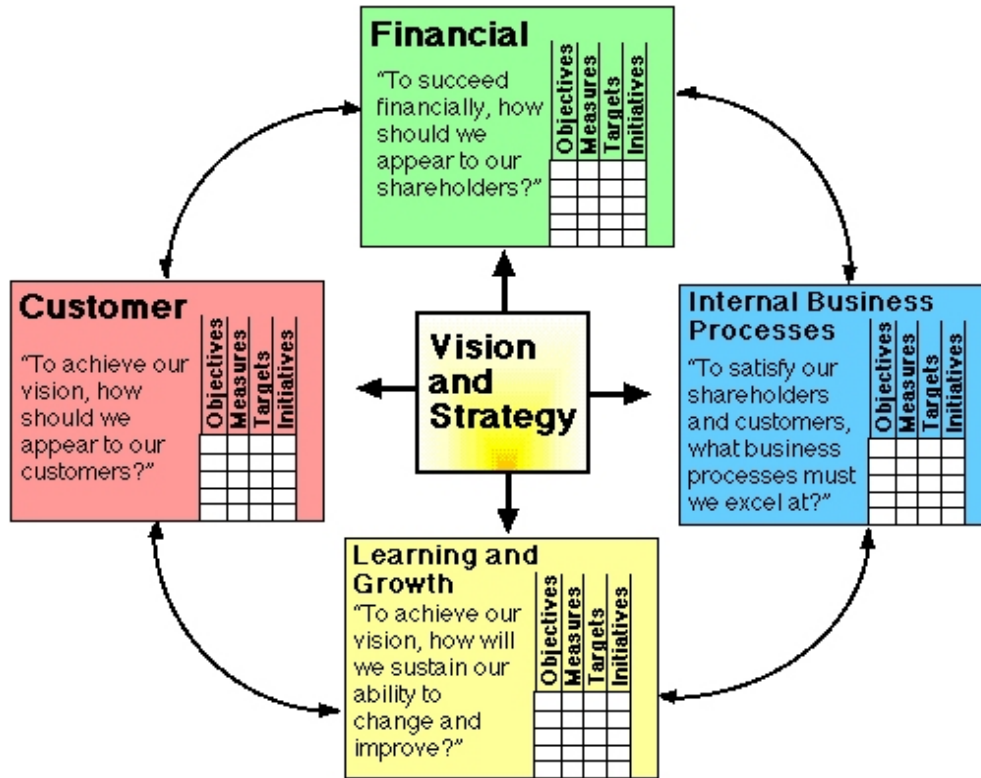 Financial
“To succeed
financially, how
should we
appear to our
shareholders?”
Objectives
Measures
Targets
Initiatives
Customer
“To achieve our
vision, how
should we
appear to our
customers?”
Objectives
Measures
Targets
Initiatives
Vision
and
Strategy
Internal Business
Processes
“To satisfy our
shareholders
and customers,
what business
processes must
we excel at?”
Objectives
Measures
Targets
Initiatives
Learning and
Growth
“To achieve our
vision, how will
we sustain our
ability to
change and
improve?”
Objectives
Measures
Targets
Initiatives